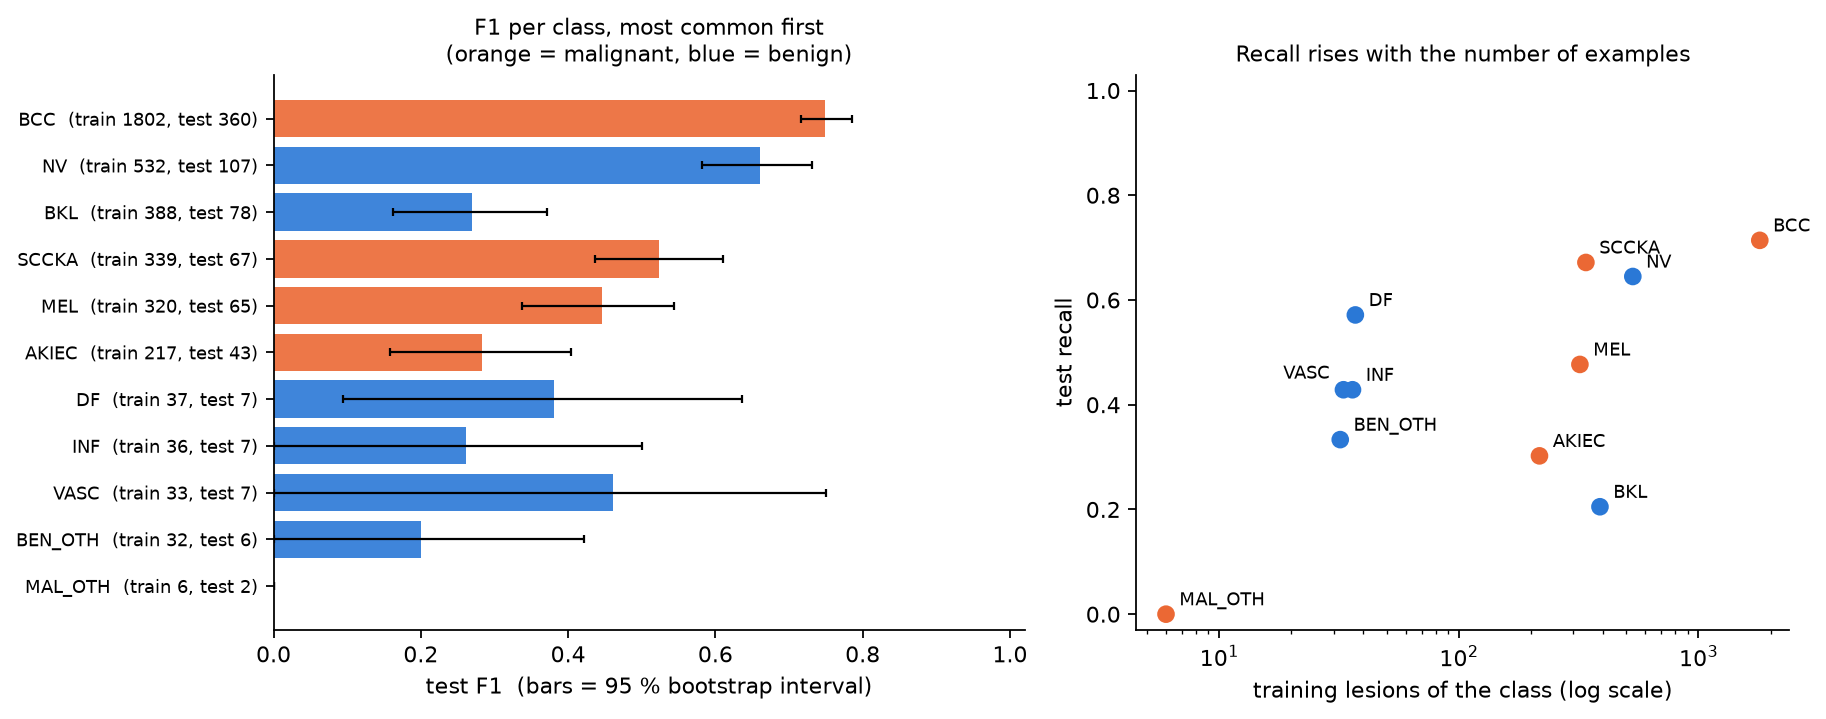 F1 per class, most common first
(orange = malignant, blue = benign)
BCC (train 1802, test 360)
NV (train 532, test 107)
BKL (train 388, test 78)
SCCKA (train 339, test 67)
MEL (train 320, test 65)
AKIEC (train 217, test 43)
DF (train 37, test 7)
INF (train 36, test 7)
VASC (train 33, test 7)
BEN_OTH (train 32, test 6)
MAL_OTH (train 6, test 2)
0.0 0.2 0.4 0.6 0.8 1.0
test F1 (bars = 95 % bootstrap interval)
Recall rises with the number of examples
test recall
1.0
0.8
0.6
0.4
0.2
0.0
BCC
SCCKA
NV
DF
MEL
VASC
INF
BEN_OTH
AKIEC
BKL
MAL_OTH
10¹ 10² 10³
training lesions of the class (log scale)